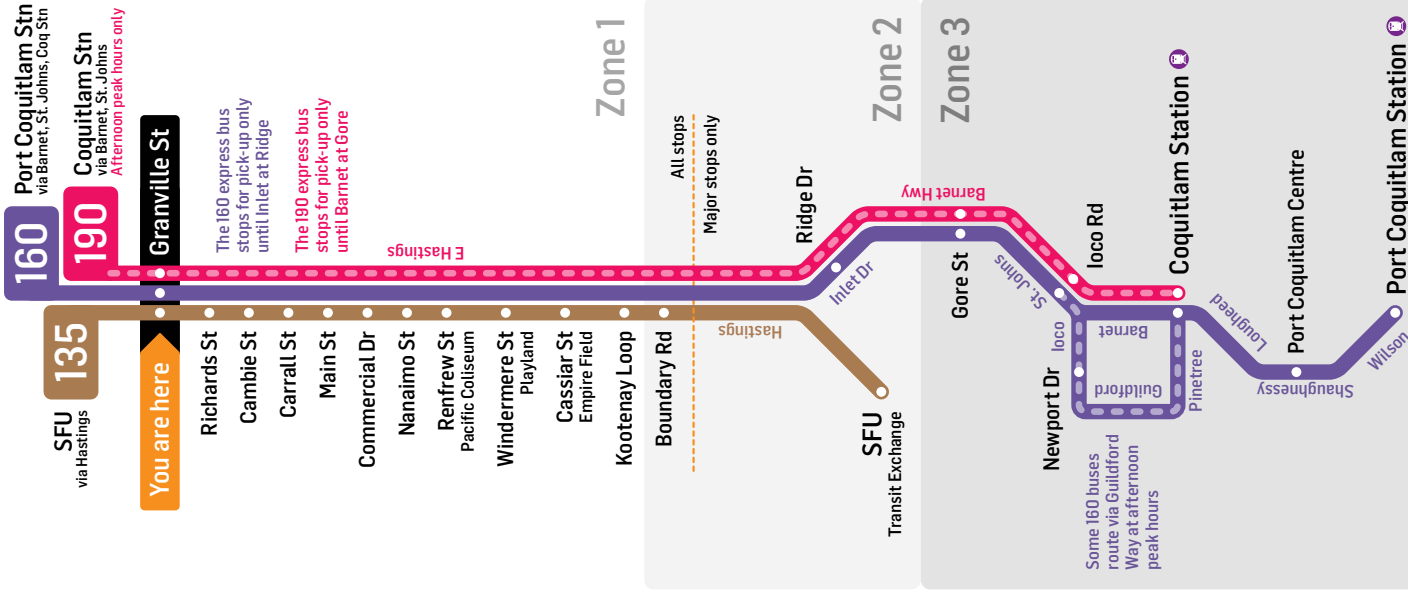 160
Port Coquitlam Stn
via Barnet, St. Johns, Coq Stn
190
Coquitlam Stn
via Barnet, St. Johns
Afternoon peak hours only
135
SFU
via Hastings
You are here
Granville St
The 160 express bus
stops for pick-up only
until Inlet at Ridge
The 190 express bus
stops for pick-up only
until Barnet at Gore
E Hastings
Richards St
Cambie St
Carrall St
Main St
Commercial Dr
Nanaimo St
Renfrew St
Pacific Coliseum
Windermere St
Playland
Cassiar St
Empire Field
Kootenay Loop
Zone 1
Boundary Rd
All stops
Major stops only
Hastings
Ridge Dr
Inlet Dr
SFU
Transit Exchange
Zone 2
Zone 3
Barnet Hwy
Gore St
St. Johns
Ioco Rd
Ioco
Newport Dr
Barnet
Guildford
Pinetree
Some 160 buses
route via Guildford
Way at afternoon
peak hours
Coquitlam Station
Lougheed
Port Coquitlam Centre
Shaughnessy
Wilson
Port Coquitlam Station